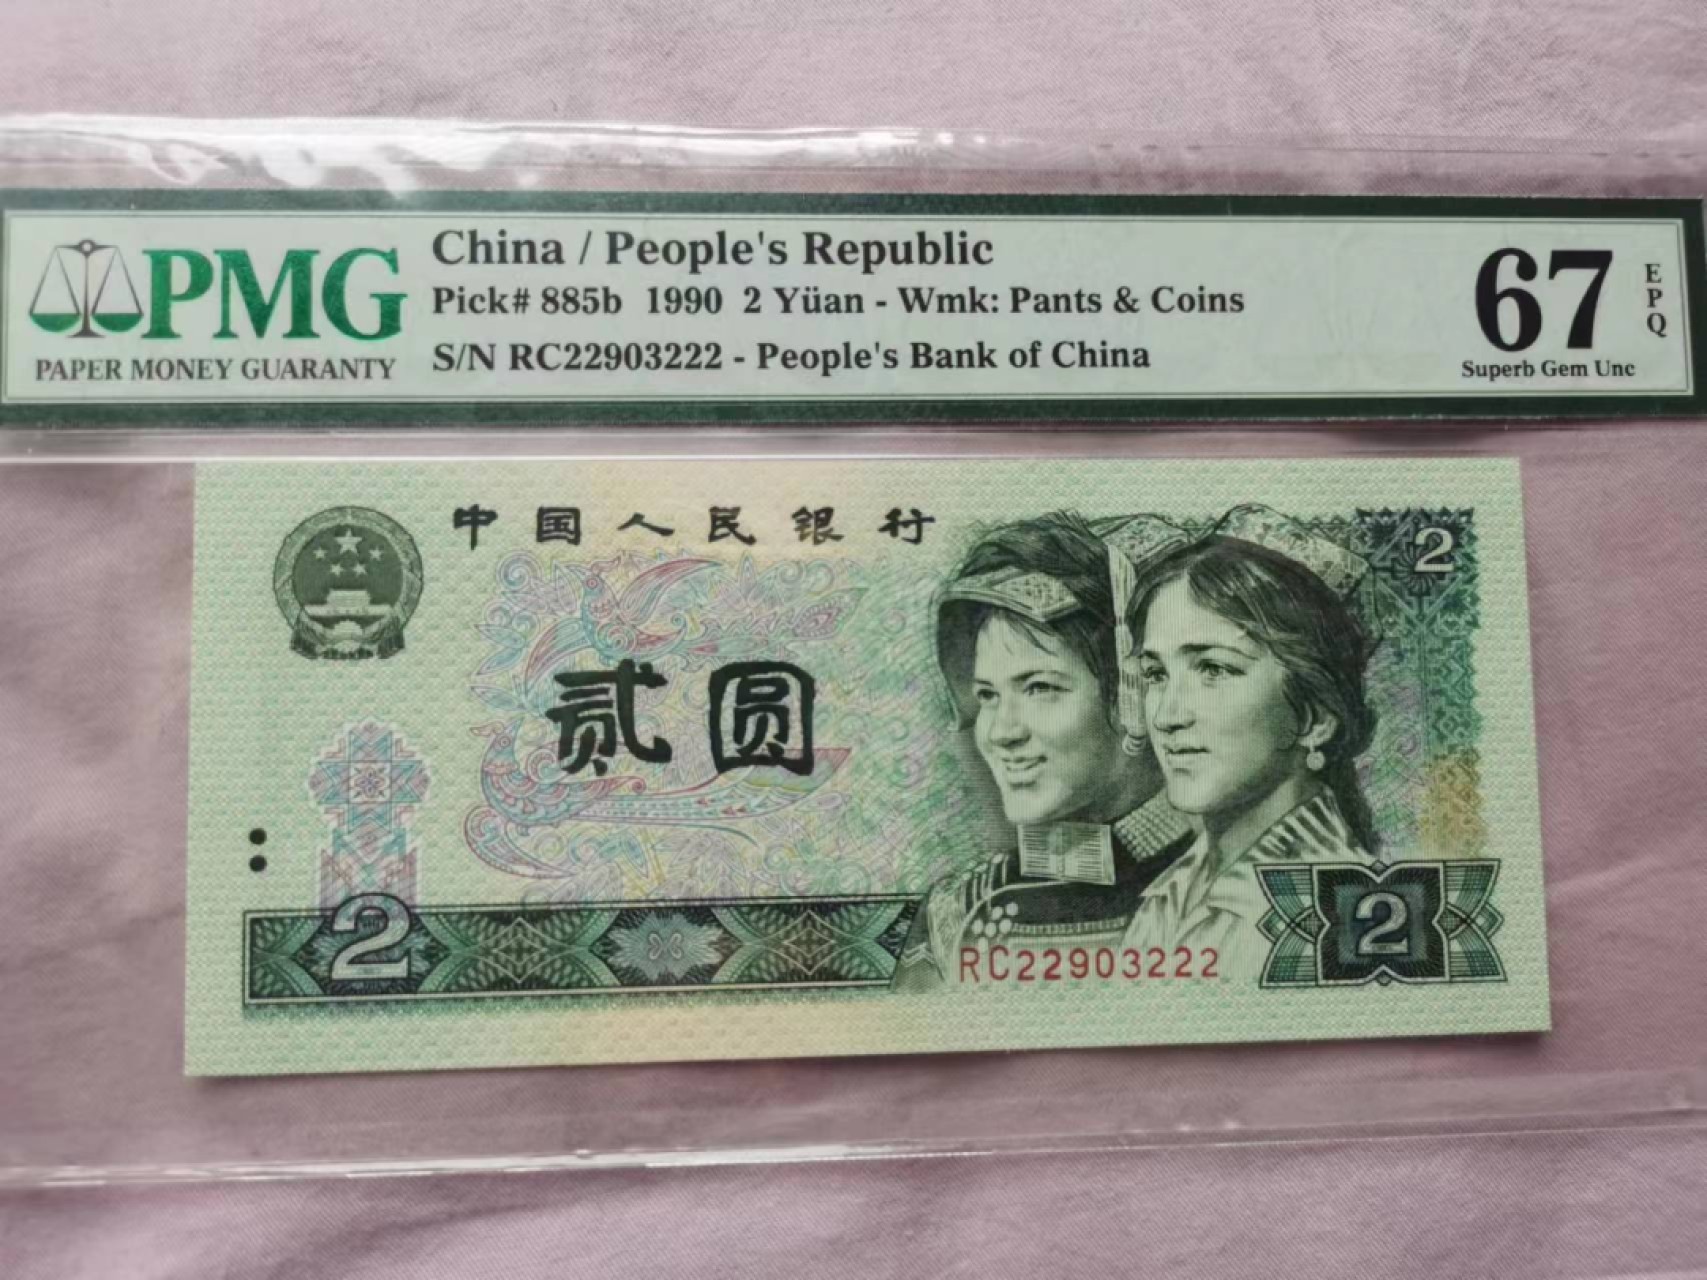 PMG
PAPER MONEY GUARANTY
China / People's Republic
Pick# 885b 1990 2 Yüan - Wmk: Pants & Coins
S/N RC22903222 - People's Bank of China
67
EPQ
Superb Gem Unc
中国人民银行
2
贰圆
2
RC22903222
2